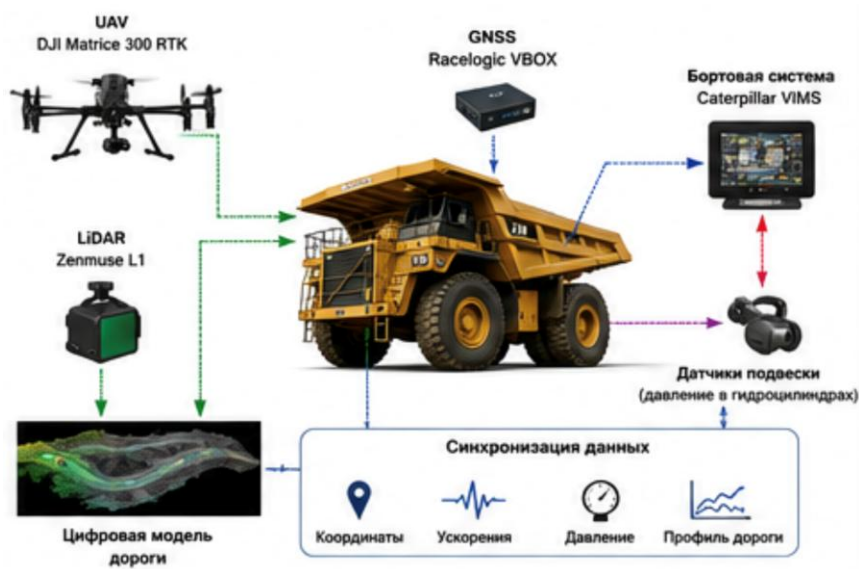 UAV
DJI Matrice 300 RTK
GNSS
Racelogic VBOX
Бортовая система
Caterpillar VIMS
LiDAR
Zenmuse L1
Датчики подвески
(давление в гидроцилиндрах)
Цифровая модель
дороги
Синхронизация данных
Координаты
Ускорения
Давление
Профиль дороги